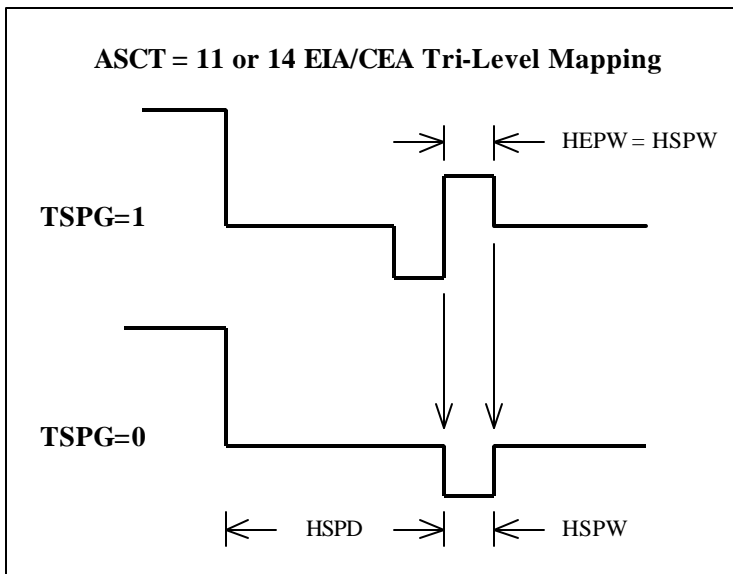 ASCT = 11 or 14 EIA/CEA Tri-Level Mapping
HEPW = HSPW
TSPG=1
TSPG=0
HSPD
HSPW